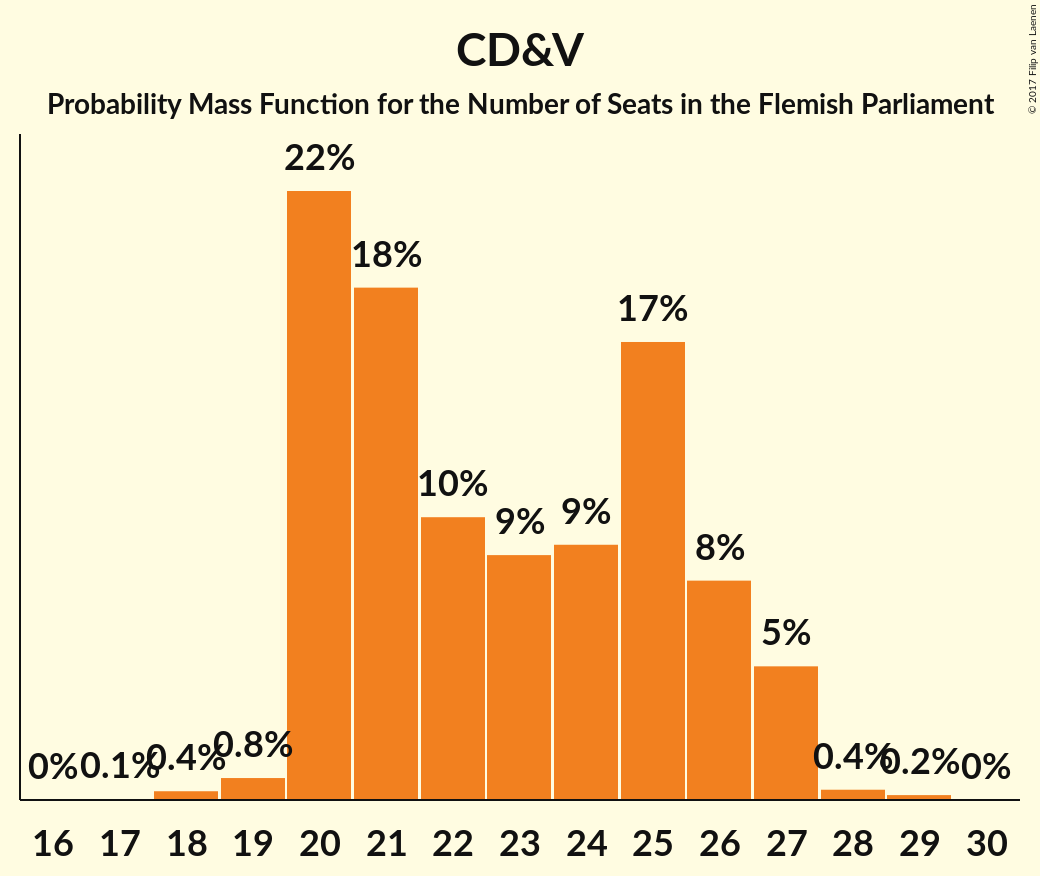 CD&V
Probability Mass Function for the Number of Seats in the Flemish Parliament
© 2017 Filip van Laenen
0% 0.1% 0.4% 0.8% 22% 18% 10% 9% 9% 17% 8% 5% 0.4% 0.2% 0%
16 17 18 19 20 21 22 23 24 25 26 27 28 29 30